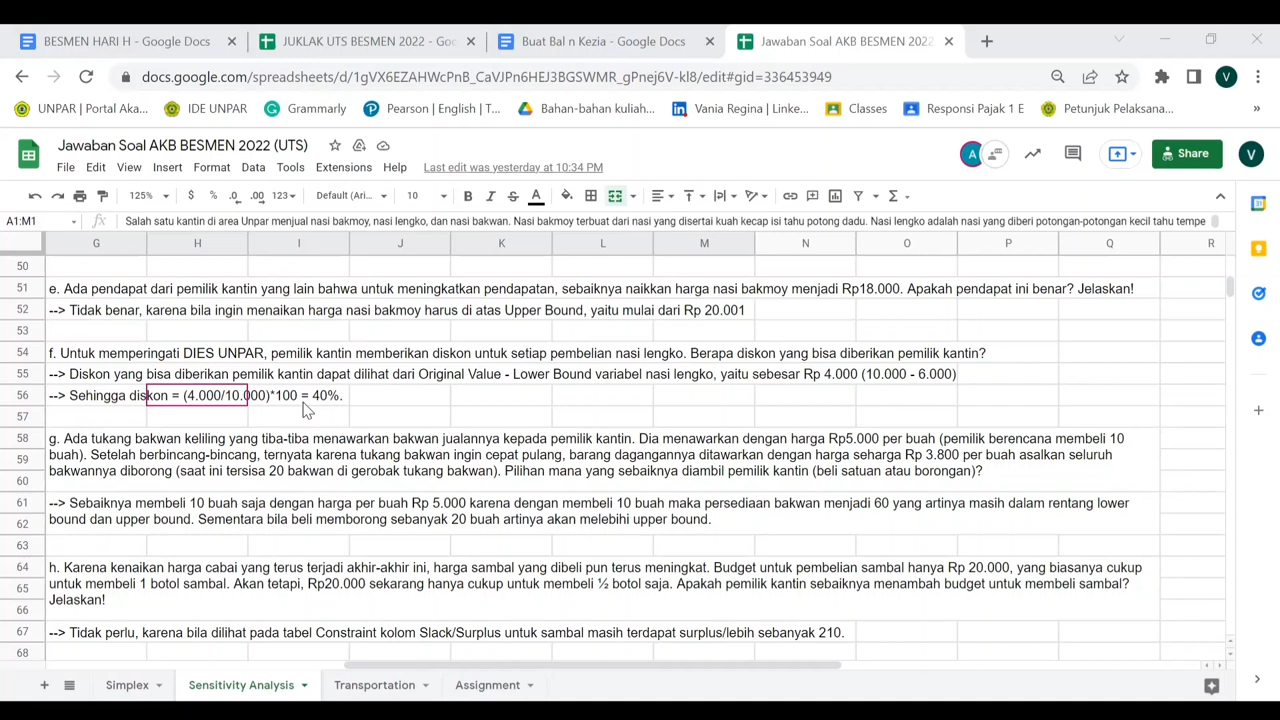 BESMEN HARI H - Google Docs
JUKLAK UTS BESMEN 2022 - Goo
Buat Bal n Kezia - Google Docs
Jawaban Soal AKB BESMEN 2022
docs.google.com/spreadsheets/d/1gVX6EZAHWcPnB_CaVJPn6HEJ3BGSWMR_gPnej6V-kl8/edit#gid=336453949
V
UNPAR | Portal Aka...
IDE UNPAR
Grammarly
Pearson | English | T...
Bahan-bahan kuliah...
Vania Regina | Linke...
Classes
Responsi Pajak 1 E
Petunjuk Pelaksana...
»
Jawaban Soal AKB BESMEN 2022 (UTS)
File Edit View Insert Format Data Tools Extensions Help Last edit was yesterday at 10:34 PM
A
Share
V
125% $ % .0 .00 123 Default (Ari... 10 B I S A
A1:M1 fx Salah satu kantin di area Unpar menjual nasi bakmoy, nasi lengko, dan nasi bakwan. Nasi bakmoy terbuat dari nasi yang disertai kuah kecap isi tahu potong dadu. Nasi lengko adalah nasi yang diberi potongan-potongan kecil tahu tempe
G H I J K L M N O P Q R
50
51 e. Ada pendapat dari pemilik kantin yang lain bahwa untuk meningkatkan pendapatan, sebaiknya naikkan harga nasi bakmoy menjadi Rp18.000. Apakah pendapat ini benar? Jelaskan!
52 --> Tidak benar, karena bila ingin menaikan harga nasi bakmoy harus di atas Upper Bound, yaitu mulai dari Rp 20.001
53
54 f. Untuk memperingati DIES UNPAR, pemilik kantin memberikan diskon untuk setiap pembelian nasi lengko. Berapa diskon yang bisa diberikan pemilik kantin?
55 --> Diskon yang bisa diberikan pemilik kantin dapat dilihat dari Original Value - Lower Bound variabel nasi lengko, yaitu sebesar Rp 4.000 (10.000 - 6.000)
56 --> Sehingga diskon = (4.000/10.000)*100 = 40%.
57
58 g. Ada tukang bakwan keliling yang tiba-tiba menawarkan bakwan jualannya kepada pemilik kantin. Dia menawarkan dengan harga Rp5.000 per buah (pemilik berencana membeli 10
59 buah). Setelah berbincang-bincang, ternyata karena tukang bakwan ingin cepat pulang, barang dagangannya ditawarkan dengan harga seharga Rp 3.800 per buah asalkan seluruh
60 bakwannya diborong (saat ini tersisa 20 bakwan di gerobak tukang bakwan). Pilihan mana yang sebaiknya diambil pemilik kantin (beli satuan atau borongan)?
61 --> Sebaiknya membeli 10 buah saja dengan harga per buah Rp 5.000 karena dengan membeli 10 buah maka persediaan bakwan menjadi 60 yang artinya masih dalam rentang lower
62 bound dan upper bound. Sementara bila beli memborong sebanyak 20 buah artinya akan melebihi upper bound.
63
64 h. Karena kenaikan harga cabai yang terus terjadi akhir-akhir ini, harga sambal yang dibeli pun terus meningkat. Budget untuk pembelian sambal hanya Rp 20.000, yang biasanya cukup
65 untuk membeli 1 botol sambal. Akan tetapi, Rp20.000 sekarang hanya cukup untuk membeli ½ botol saja. Apakah pemilik kantin sebaiknya menambah budget untuk membeli sambal?
66 Jelaskan!
67 --> Tidak perlu, karena bila dilihat pada tabel Constraint kolom Slack/Surplus untuk sambal masih terdapat surplus/lebih sebanyak 210.
68
Simplex
Sensitivity Analysis
Transportation
Assignment